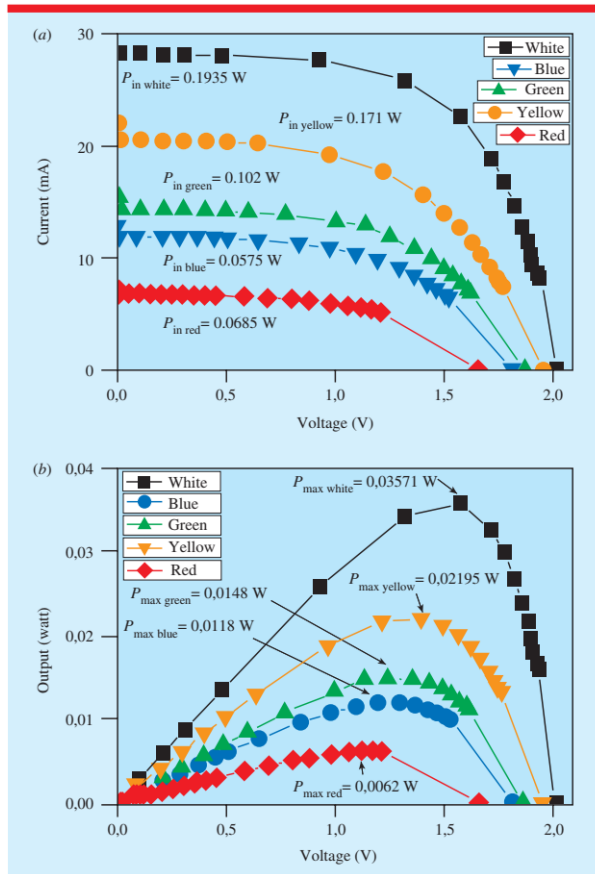 (a)
30
20
10
0
Current (mA)
P in white = 0.1935 W
P in yellow = 0.171 W
P in green = 0.102 W
P in blue = 0.0575 W
P in red = 0.0685 W
White
Blue
Green
Yellow
Red
0,0 0,5 1,0 1,5 2,0
Voltage (V)
(b)
0,04
0,03
0,02
0,01
0,00
Output (watt)
White
Blue
Green
Yellow
Red
P max white = 0,03571 W
P max yellow = 0,02195 W
P max green = 0,0148 W
P max blue = 0,0118 W
P max red = 0,0062 W
0,0 0,5 1,0 1,5 2,0
Voltage (V)